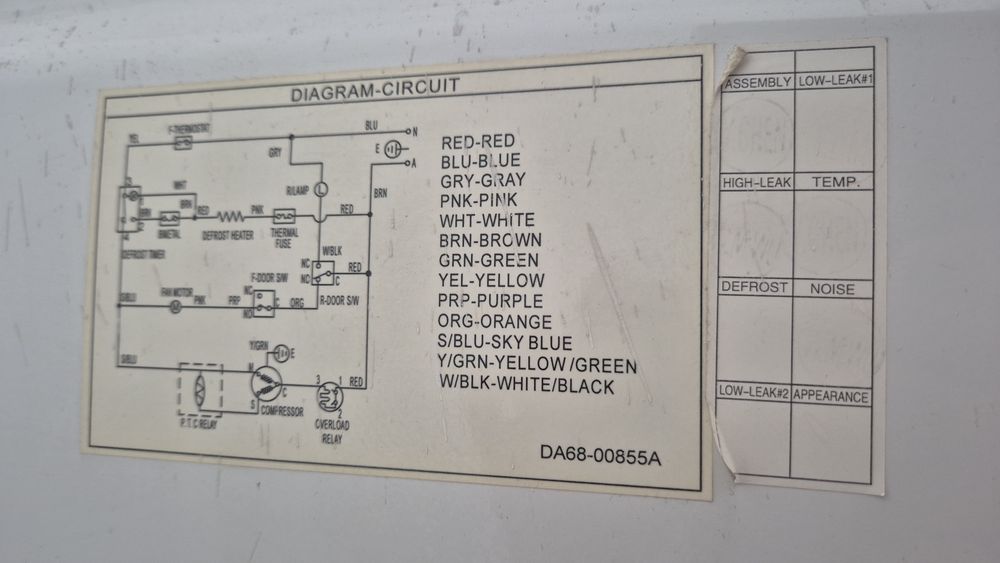 DIAGRAM-CIRCUIT
F-THERMOSTAT
YEL
BLU
N
E
A
GRY
R/LAMP
L
BRN
WHT
3
BRN
RED
PNK
RED
BIMETAL
DEFROST HEATER
THERMAL
FUSE
DEFROST TIMER
W/BLK
NC
NO
C
RED
R-DOOR S/W
F-DOOR S/W
S/BLU
FAN MOTOR
PNK
PRP
NC
NO
C
ORG
S/BLU
Y/GRN
E
M
C
S
COMPRESSOR
P.T.C RELAY
3
1
RED
2
OVERLOAD
RELAY
RED-RED
BLU-BLUE
GRY-GRAY
PNK-PINK
WHT-WHITE
BRN-BROWN
GRN-GREEN
YEL-YELLOW
PRP-PURPLE
ORG-ORANGE
S/BLU-SKY BLUE
Y/GRN-YELLOW/GREEN
W/BLK-WHITE/BLACK
DA68-00855A
ASSEMBLY LOW-LEAK#1
HIGH-LEAK TEMP.
DEFROST NOISE
LOW-LEAK#2 APPEARANCE